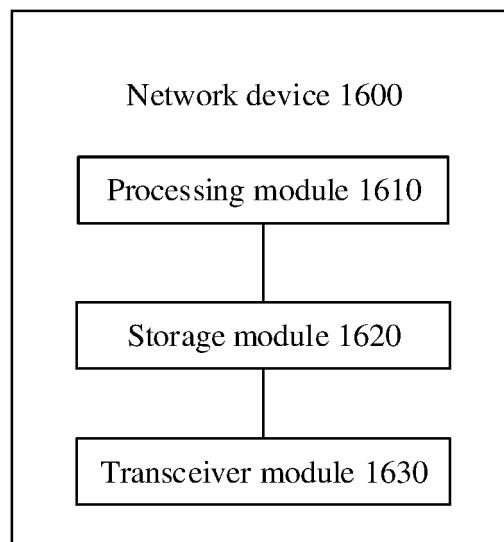 Network device 1600
Processing module 1610
Storage module 1620
Transceiver module 1630